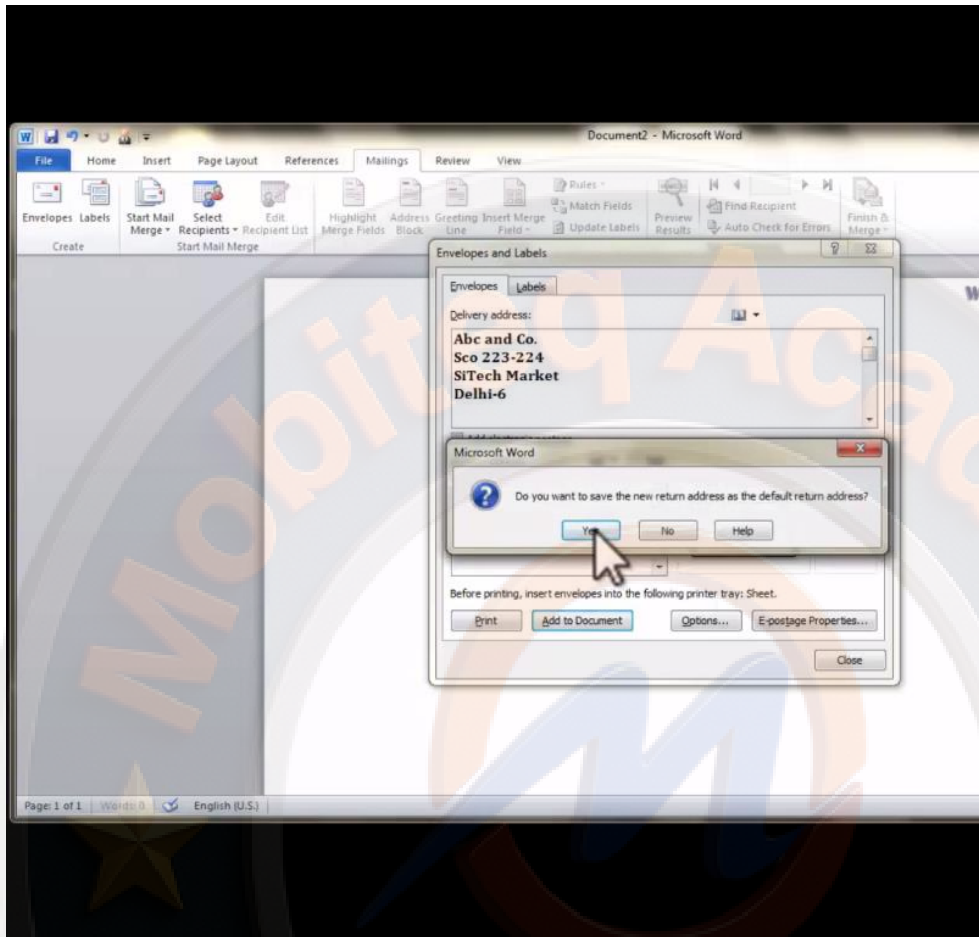 Document2 - Microsoft Word
File Home Insert Page Layout References Mailings Review View
Envelopes Labels Start Mail Merge Select Recipients Edit Recipient List Highlight Merge Fields Address Block Greeting Line Insert Merge Field Rules Match Fields Update Labels Preview Results Find Recipient Auto Check for Errors Finish & Merge
Create Start Mail Merge
Envelopes and Labels
Envelopes Labels
Delivery address:
Abc and Co.
Sco 223-224
SiTech Market
Delhi-6
Microsoft Word
Do you want to save the new return address as the default return address?
Yes No Help
Before printing, insert envelopes into the following printer tray: Sheet.
Print Add to Document Options... E-postage Properties...
Close
Page: 1 of 1 Words: 0 English (U.S.)
Mobiteq Acad